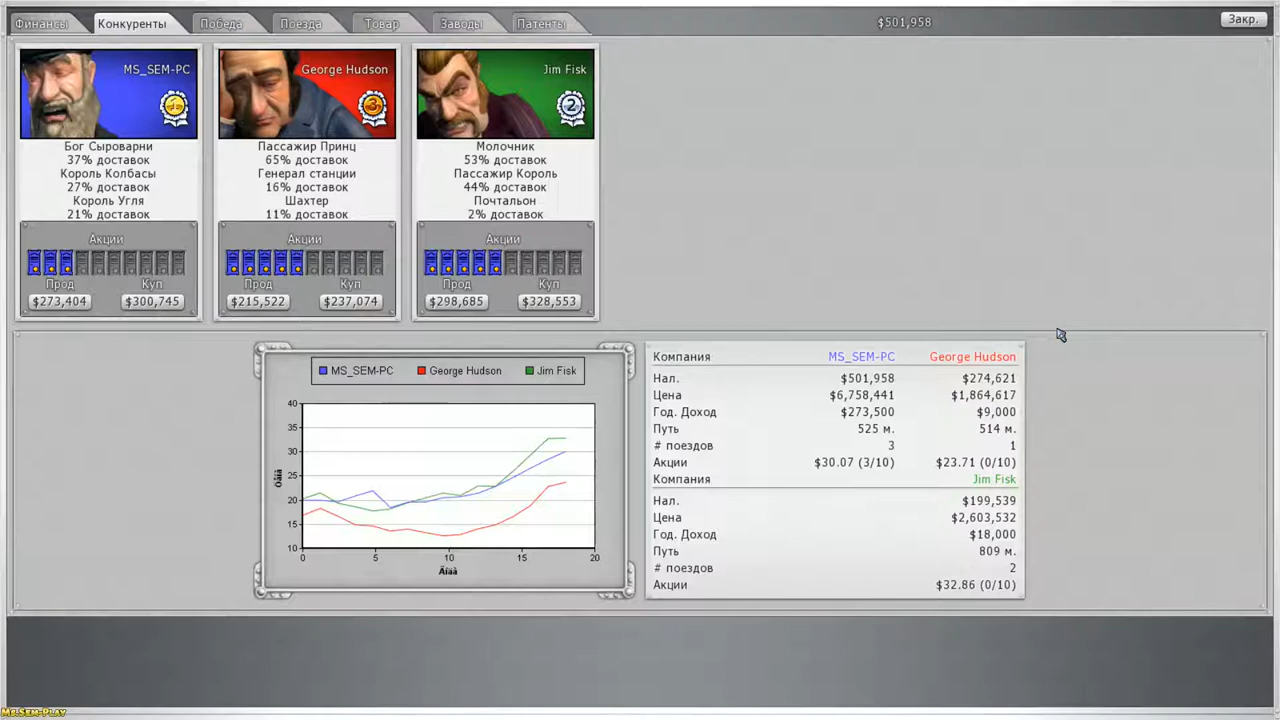 Финансы Конкуренты Победа Поезда Товар Заводы Патенты $501,958 Закр.
MS_SEM-PC
Бог Сыроварни
37% доставок
Король Колбасы
27% доставок
Король Угля
21% доставок
Акции
Прод Куп
$273,404 $300,745
George Hudson
3
Пассажир Принц
65% доставок
Генерал станции
16% доставок
Шахтер
11% доставок
Акции
Прод Куп
$215,522 $237,074
Jim Fisk
2
Молочник
53% доставок
Пассажир Король
44% доставок
Почтальон
2% доставок
Акции
Прод Куп
$298,685 $328,553
MS_SEM-PC George Hudson Jim Fisk
40
35
30
25
20
15
10
0 5 10 15 20
Компания MS_SEM-PC George Hudson
Нал. $501,958 $274,621
Цена $6,758,441 $1,864,617
Год. Доход $273,500 $9,000
Путь 525 м. 514 м.
# поездов 3 1
Акции $30.07 (3/10) $23.71 (0/10)
Компания Jim Fisk
Нал. $199,539
Цена $2,603,532
Год. Доход $18,000
Путь 809 м.
# поездов 2
Акции $32.86 (0/10)
Mr.Sem-Play